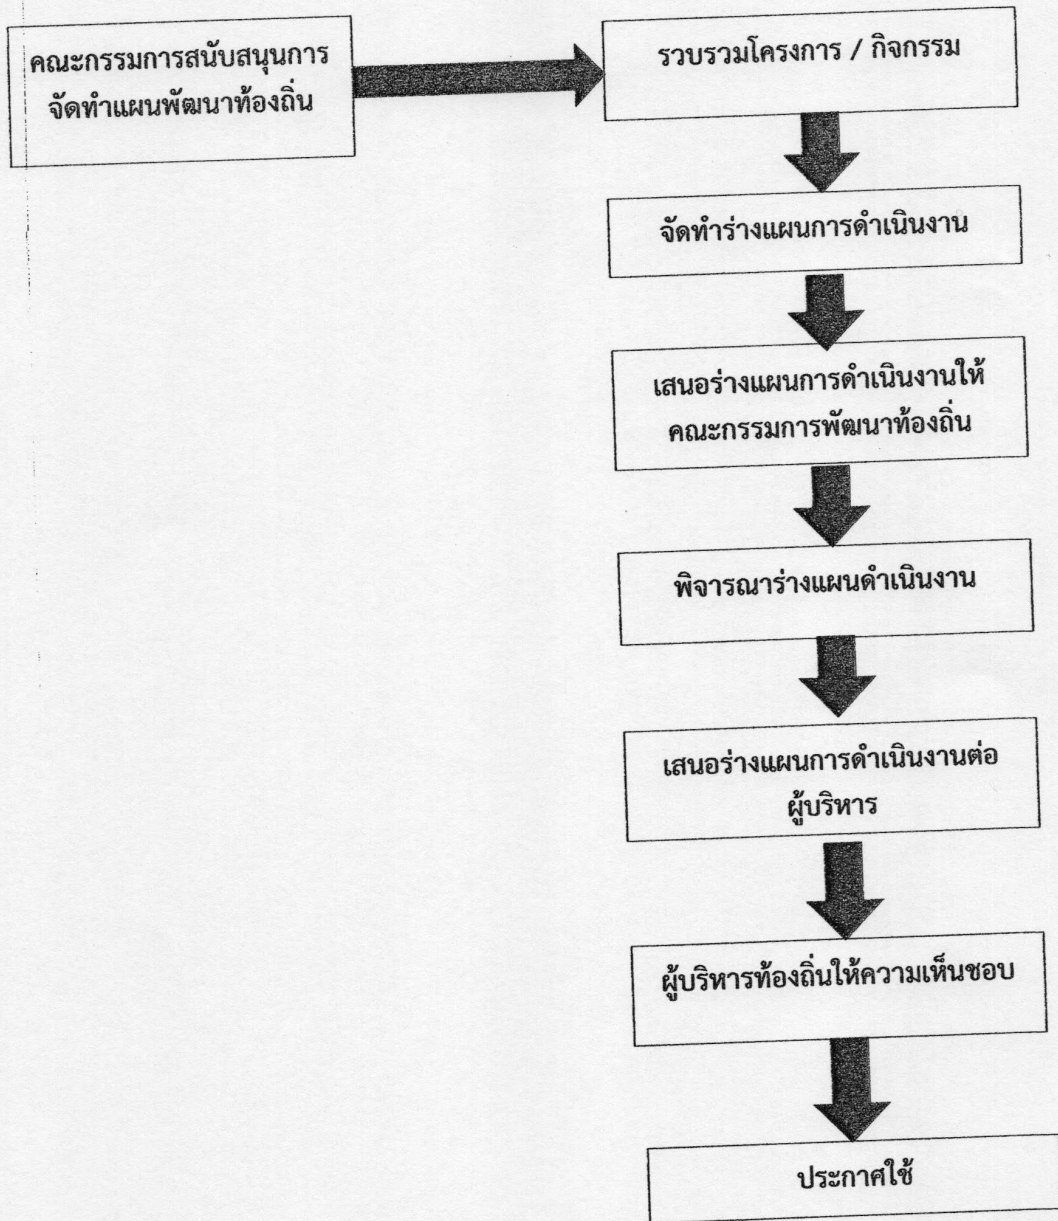 คณะกรรมการสนับสนุนการ
จัดทำแผนพัฒนาท้องถิ่น
รวบรวมโครงการ / กิจกรรม
จัดทำร่างแผนการดำเนินงาน
เสนอร่างแผนการดำเนินงานให้
คณะกรรมการพัฒนาท้องถิ่น
พิจารณาร่างแผนดำเนินงาน
เสนอร่างแผนการดำเนินงานต่อ
ผู้บริหาร
ผู้บริหารท้องถิ่นให้ความเห็นชอบ
ประกาศใช้